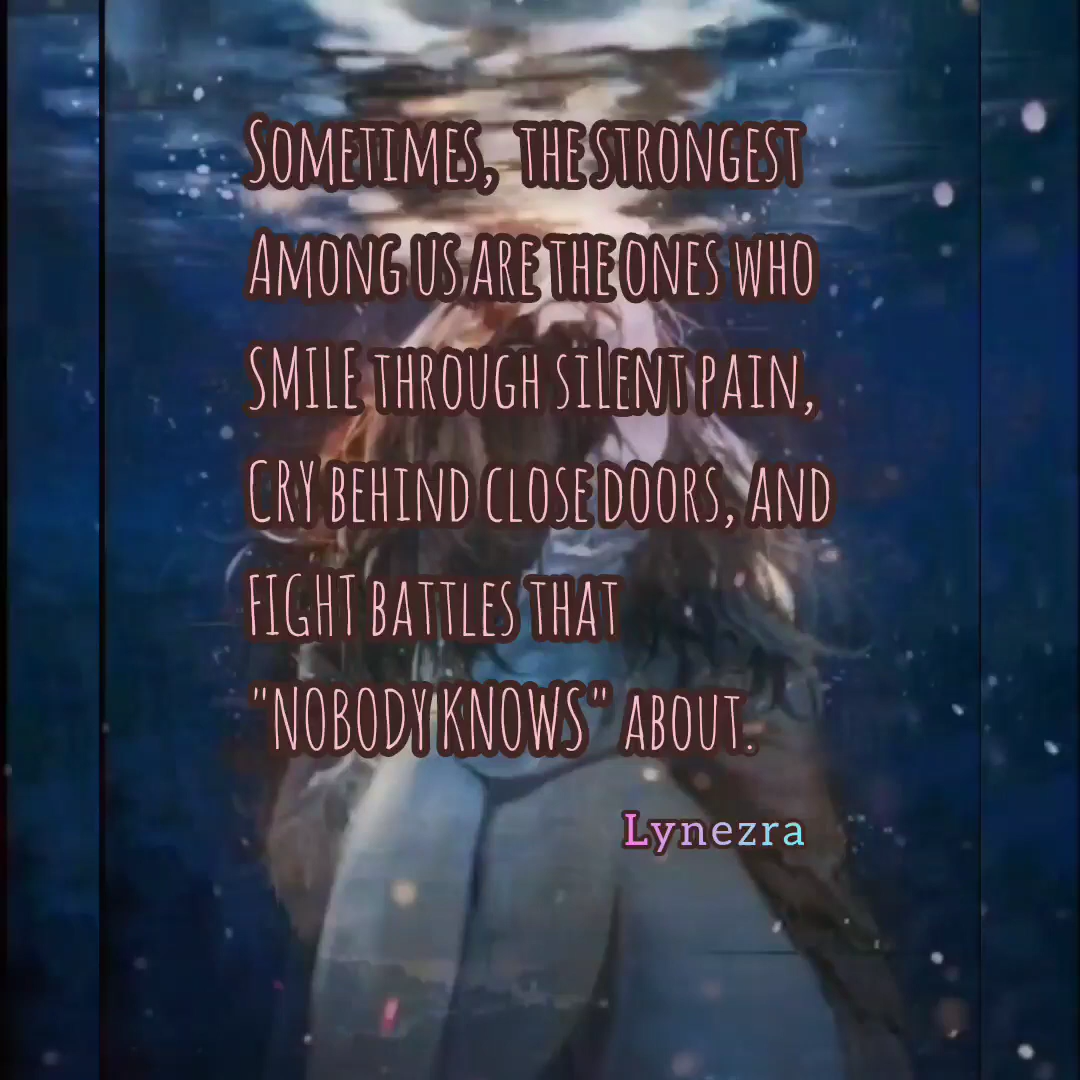 Sometimes, the strongest
Among us are the ones who
SMILE through silent pain,
CRY behind close doors, and
FIGHT battles that
"NOBODY KNOWS" about.
Lynezra